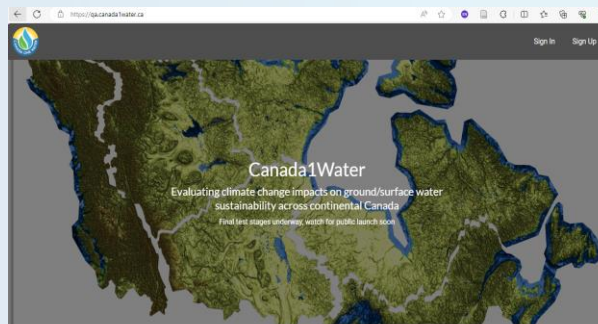 https://qa.canada1water.ca
Sign In Sign Up
Canada1Water
Evaluating climate change impacts on ground/surface water
sustainability across continental Canada
Final test stages underway, watch for public launch soon